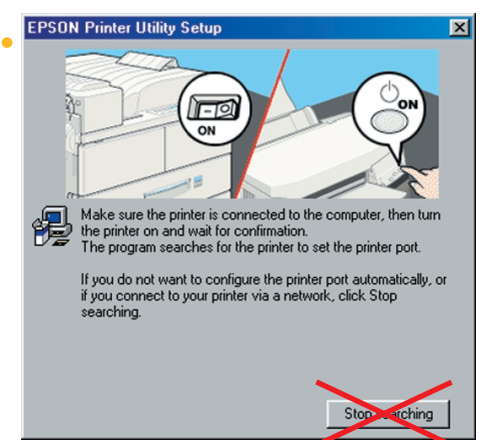 EPSON Printer Utility Setup
ON
ON
Make sure the printer is connected to the computer, then turn
the printer on and wait for confirmation.
The program searches for the printer to set the printer port.
If you do not want to configure the printer port automatically, or
if you connect to your printer via a network, click Stop
searching.
Stop searching